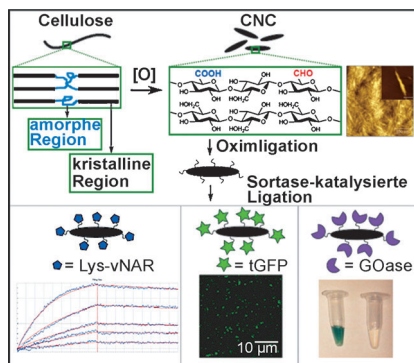 Cellulose
CNC
[O]
COOH
CHO
amorphe
Region
kristalline
Region
Oximligation
Sortase-katalysierte
Ligation
= Lys-vNAR
= tGFP
= GOase
10 µm